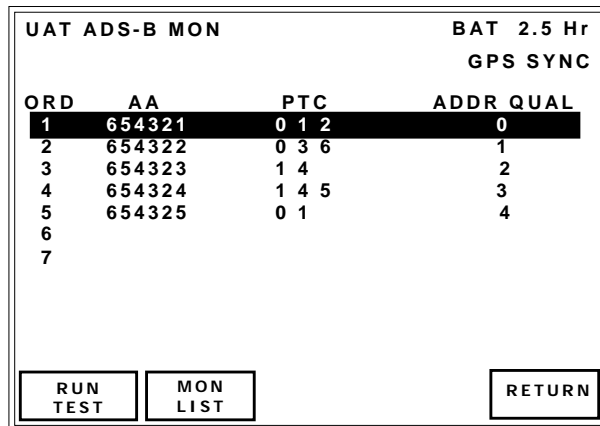 UAT ADS-B MON BAT 2.5 Hr
GPS SYNC
ORD AA PTC ADDR QUAL
1 654321 0 1 2 0
2 654322 0 3 6 1
3 654323 1 4 2
4 654324 1 4 5 3
5 654325 0 1 4
6
7
RUN TEST
MON LIST
RETURN